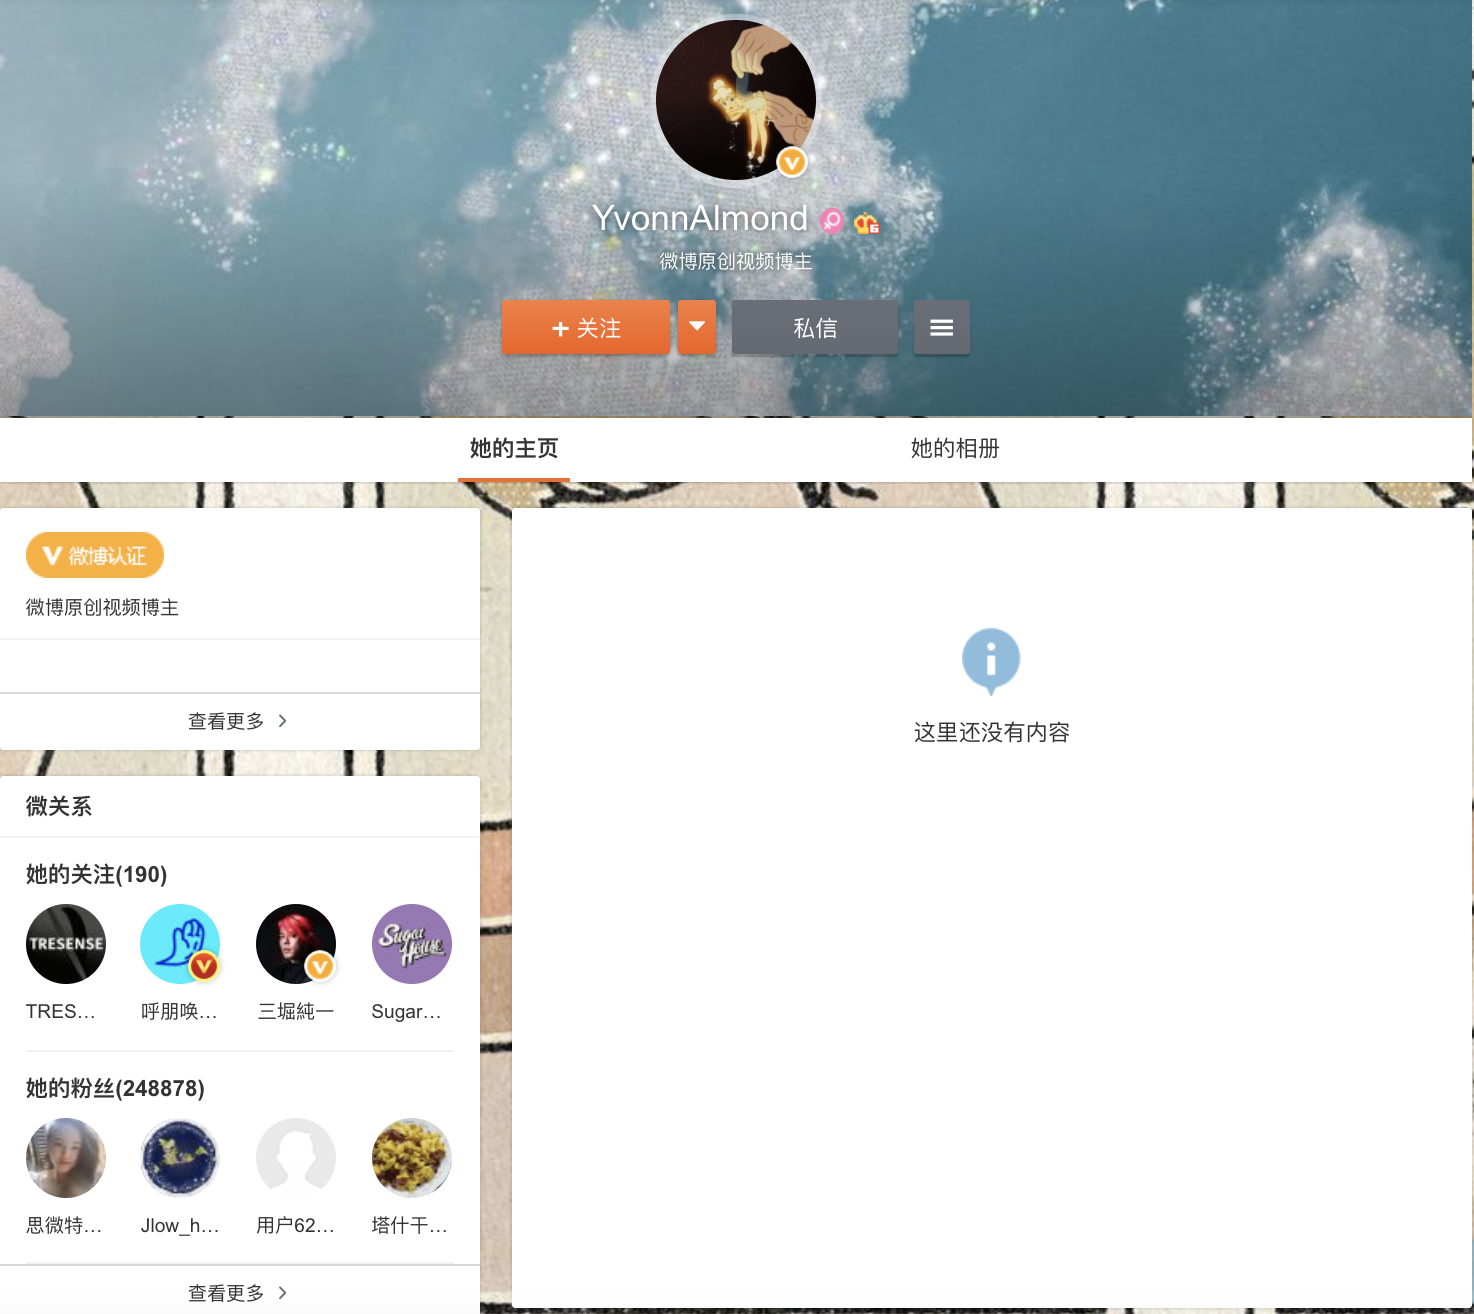 YvonnAlmond
微博原创视频博主
+ 关注
私信
她的主页
她的相册
V 微博认证
微博原创视频博主
查看更多 >
这里还没有内容
微关系
她的关注(190)
TRESENSE
Sugar House
TRES...
呼朋唤...
三堀純一
Sugar...
她的粉丝(248878)
思微特...
Jlow_h...
用户62...
塔什干...
查看更多 >